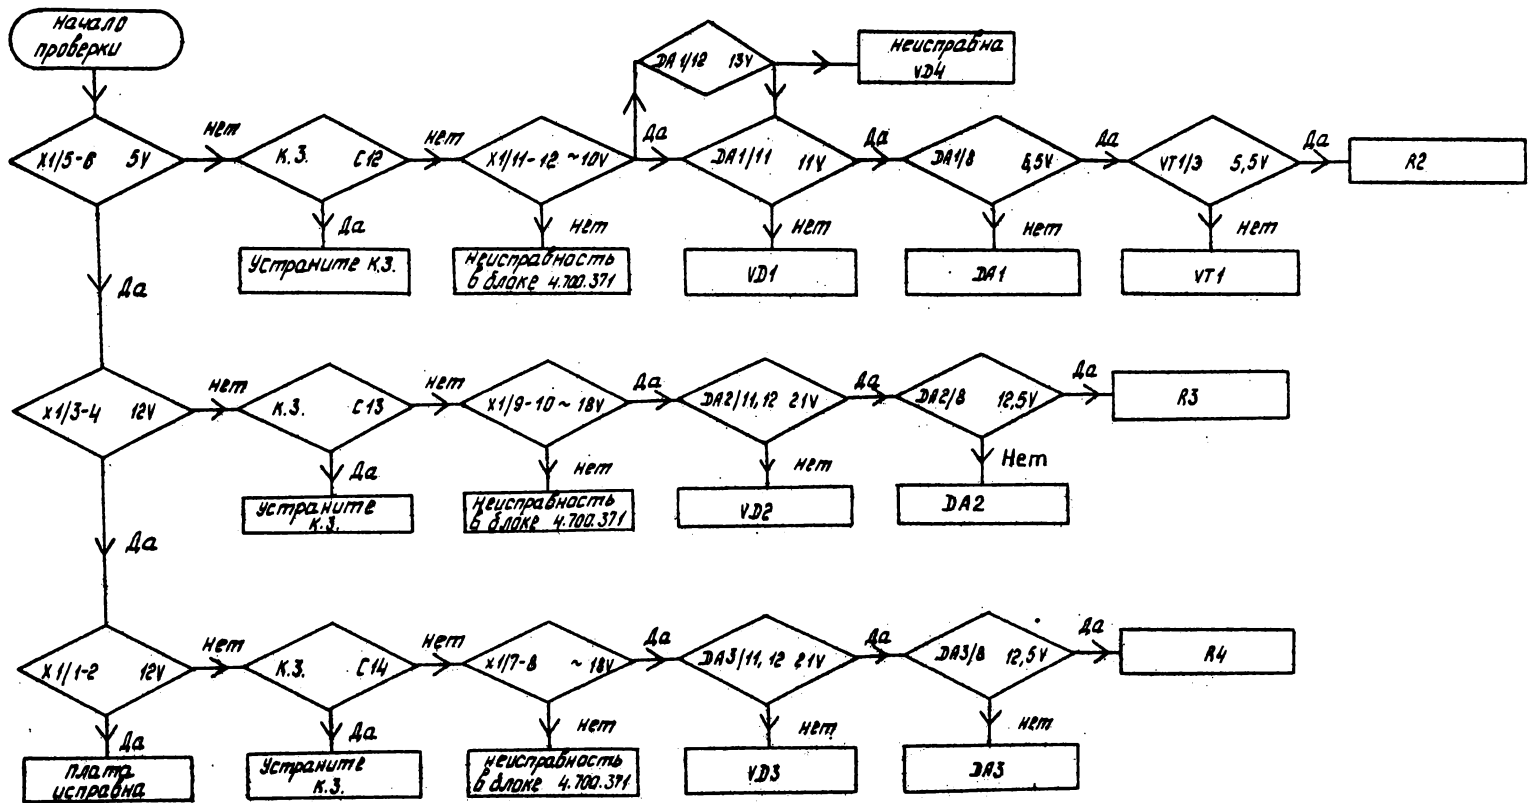 Начало
проверки
DA1/12 13V
Неисправна
VD4
X1/5-6 5V
нет
К.З. C12
нет
X1/11-12 ~10V
Да
DA1/11 11V
Да
DA1/8 6,5V
Да
VT1/Э 5,5V
Да
R2
Да
Устраните К.З.
нет
Неисправность
в блоке 4.700.371
нет
VD1
нет
DA1
нет
VT1
Да
X1/3-4 12V
нет
К.З. C13
нет
X1/9-10 ~ 18V
Да
DA2/11,12 21V
Да
DA2/8 12,5V
Да
R3
Да
Устраните
К.З.
нет
Неисправность
в блоке 4.700.371
нет
VD2
Нет
DA2
Да
X1/1-2 12V
нет
К.З. C14
нет
X1/7-8 ~ 18V
Да
DA3/11,12 21V
Да
DA3/8 12,5V
Да
R4
Да
Плата
исправна
Да
Устраните
К.З.
нет
Неисправность
в блоке 4.700.371
нет
VD3
нет
DA3